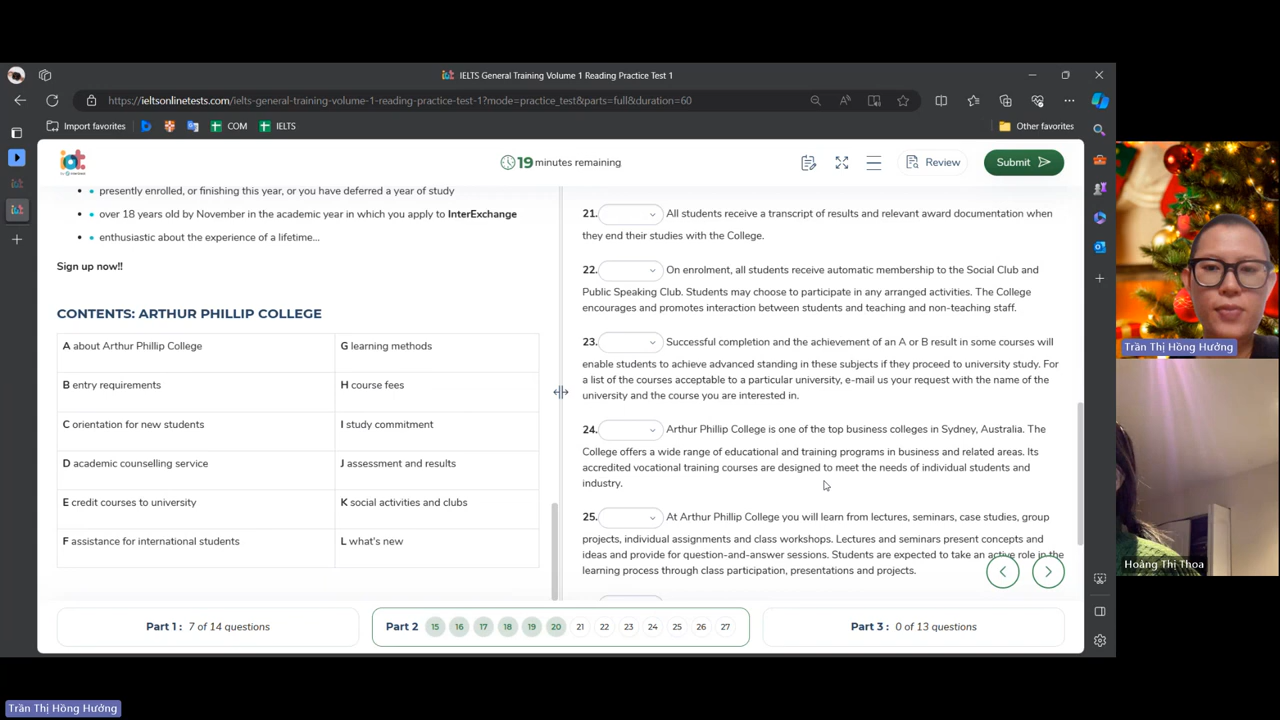 IELTS General Training Volume 1 Reading Practice Test 1
https://ieltsonlinetests.com/ielts-general-training-volume-1-reading-practice-test-1?mode=practice_test&parts=full&duration=60
Import favorites
COM
IELTS
Other favorites
iot
19 minutes remaining
Review
Submit
presently enrolled, or finishing this year, or you have deferred a year of study
over 18 years old by November in the academic year in which you apply to InterExchange
enthusiastic about the experience of a lifetime...
Sign up now!!
CONTENTS: ARTHUR PHILLIP COLLEGE
A about Arthur Phillip College
G learning methods
B entry requirements
H course fees
C orientation for new students
I study commitment
D academic counselling service
J assessment and results
E credit courses to university
K social activities and clubs
F assistance for international students
L what's new
21. All students receive a transcript of results and relevant award documentation when
they end their studies with the College.
22. On enrolment, all students receive automatic membership to the Social Club and
Public Speaking Club. Students may choose to participate in any arranged activities. The College
encourages and promotes interaction between students and teaching and non-teaching staff.
23. Successful completion and the achievement of an A or B result in some courses will
enable students to achieve advanced standing in these subjects if they proceed to university study. For
a list of the courses acceptable to a particular university, e-mail us your request with the name of the
university and the course you are interested in.
24. Arthur Phillip College is one of the top business colleges in Sydney, Australia. The
College offers a wide range of educational and training programs in business and related areas. Its
accredited vocational training courses are designed to meet the needs of individual students and
industry.
25. At Arthur Phillip College you will learn from lectures, seminars, case studies, group
projects, individual assignments and class workshops. Lectures and seminars present concepts and
ideas and provide for question-and-answer sessions. Students are expected to take an active role in the
learning process through class participation, presentations and projects.
Part 1 : 7 of 14 questions
Part 2 15 16 17 18 19 20 21 22 23 24 25 26 27
Part 3 : 0 of 13 questions
Trần Thị Hồng Hưởng
Hoảng Thị Thoa
Trần Thị Hồng Hưởng